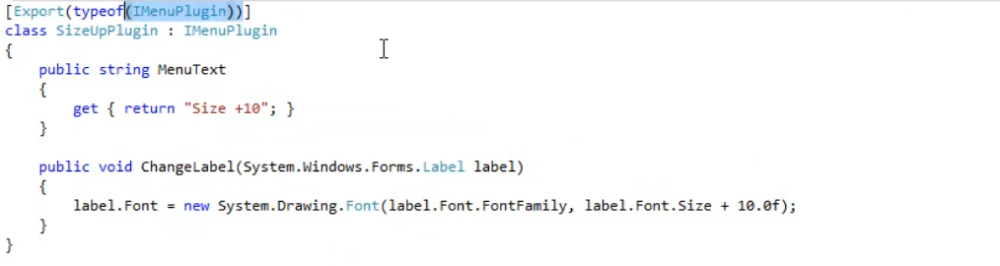 [Export(typeof(IMenuPlugin))]
class SizeUpPlugin : IMenuPlugin
{
    public string MenuText
    {
        get { return "Size +10"; }
    }

    public void ChangeLabel(System.Windows.Forms.Label label)
    {
        label.Font = new System.Drawing.Font(label.Font.FontFamily, label.Font.Size + 10.0f);
    }
}